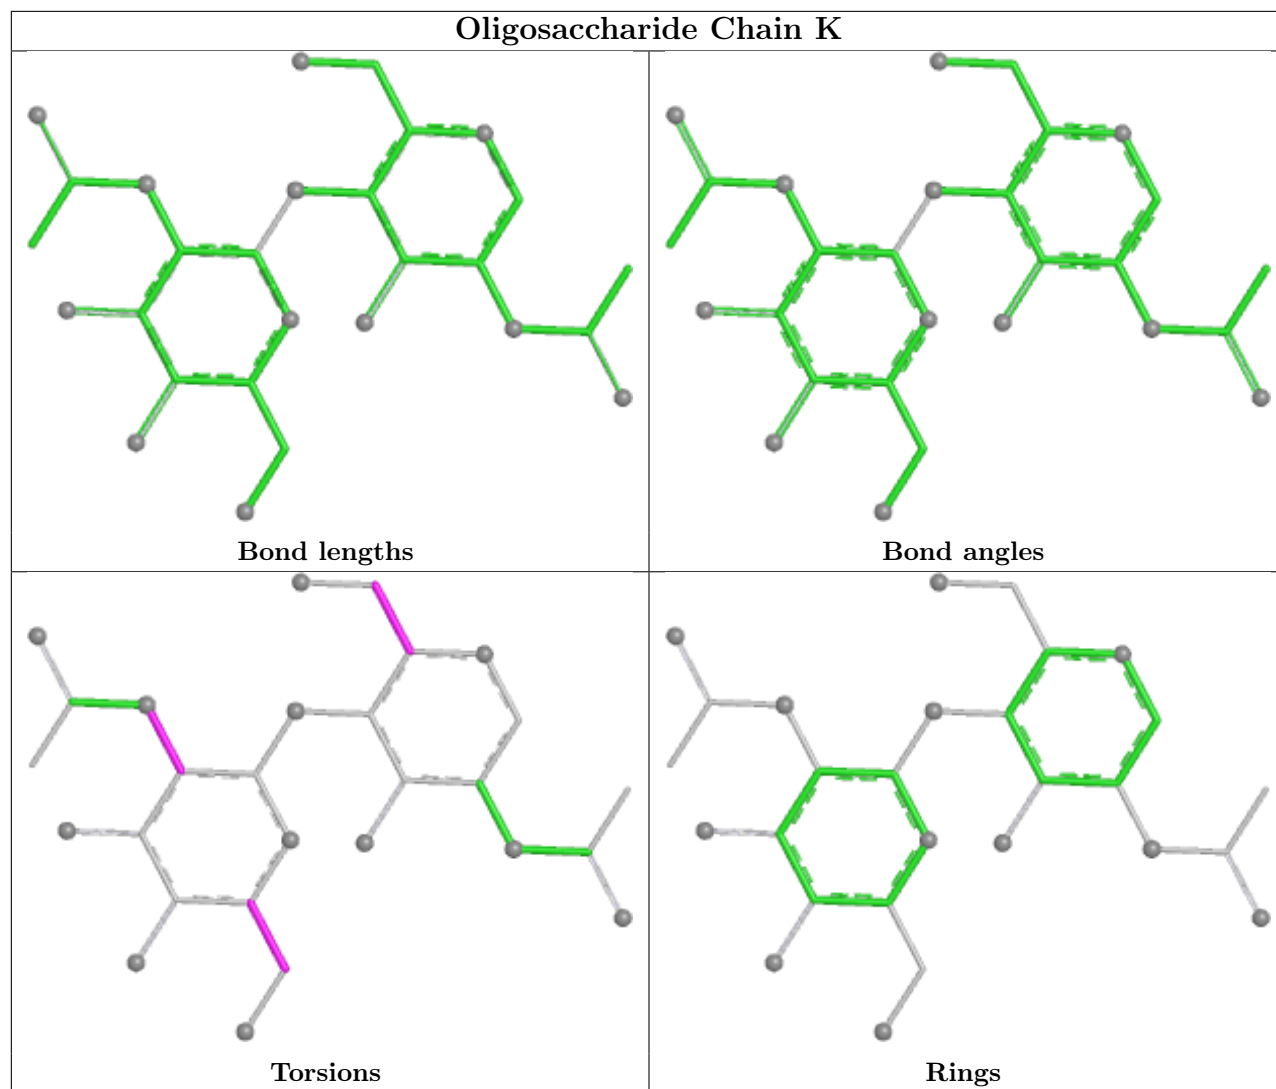 Oligosaccharide Chain K
Bond lengths
Bond angles
Torsions
Rings